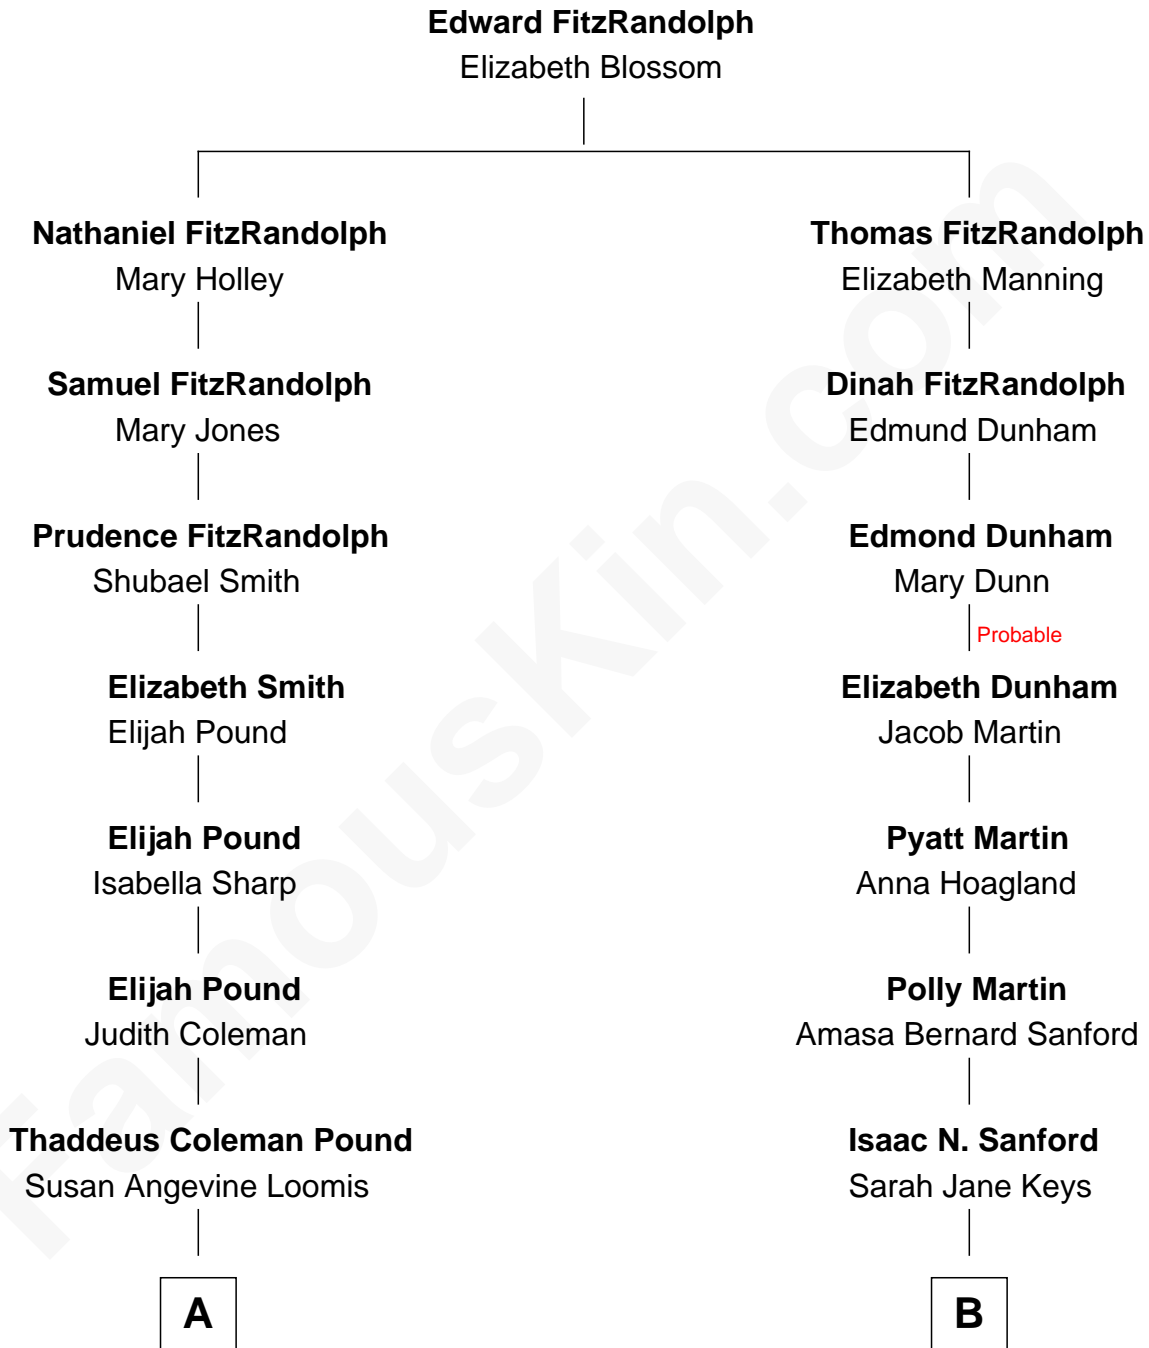 Edward FitzRandolph
Elizabeth Blossom
Nathaniel FitzRandolph
Mary Holley
Samuel FitzRandolph
Mary Jones
Prudence FitzRandolph
Shubael Smith
Elizabeth Smith
Elijah Pound
Elijah Pound
Isabella Sharp
Elijah Pound
Judith Coleman
Thaddeus Coleman Pound
Susan Angevine Loomis
A
Thomas FitzRandolph
Elizabeth Manning
Dinah FitzRandolph
Edmund Dunham
Edmond Dunham
Mary Dunn
Probable
Elizabeth Dunham
Jacob Martin
Pyatt Martin
Anna Hoagland
Polly Martin
Amasa Bernard Sanford
Isaac N. Sanford
Sarah Jane Keys
B
FamousKin.com